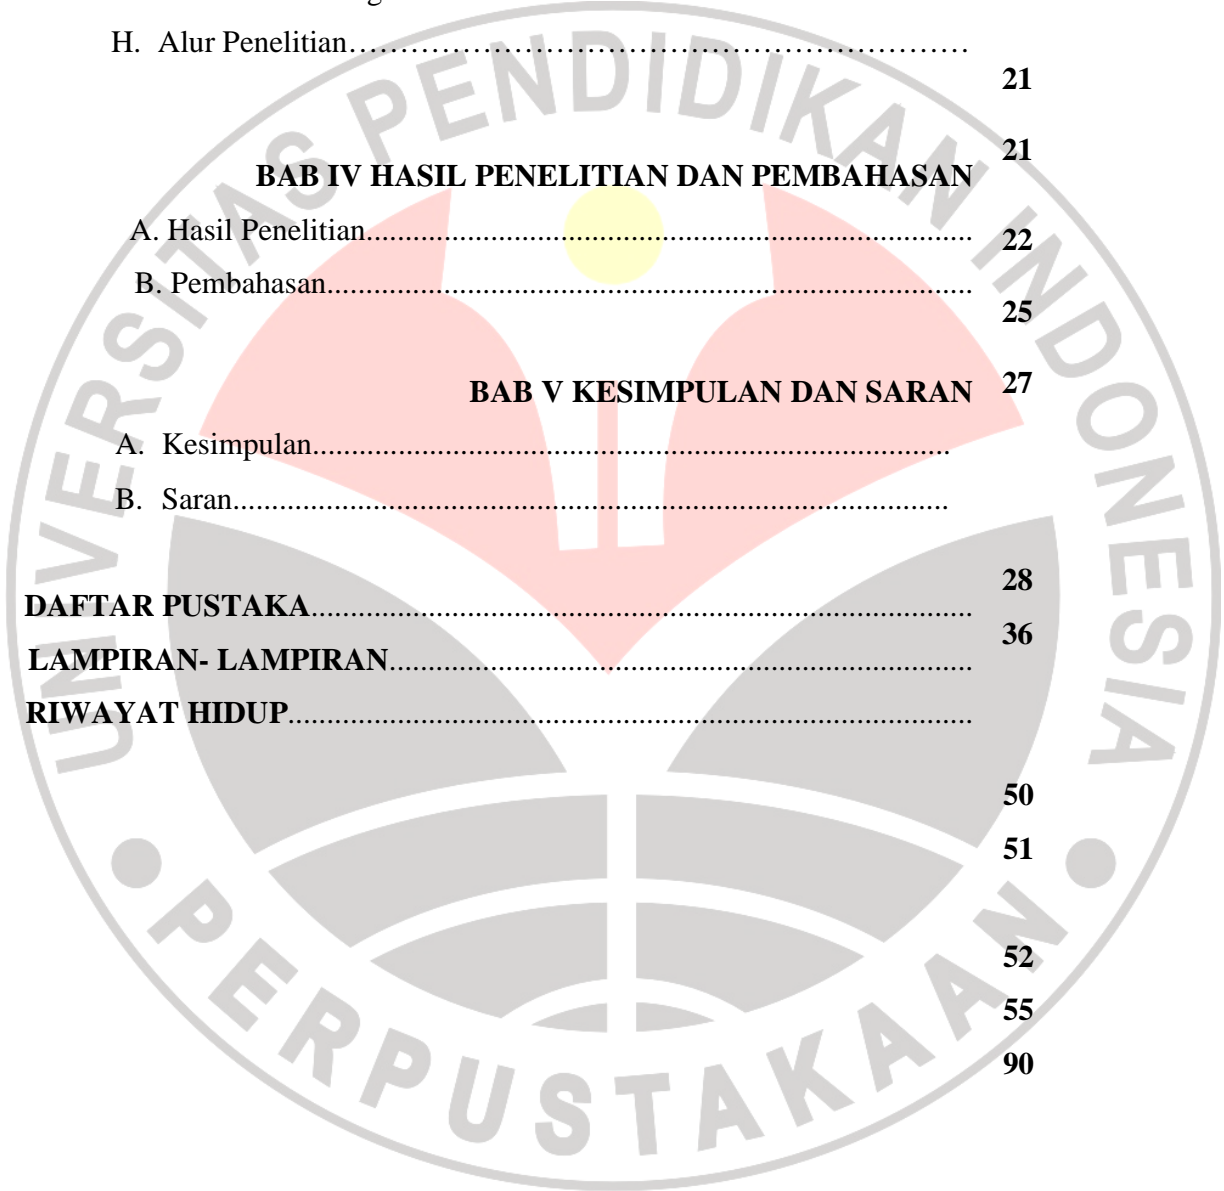 H. Alur Penelitian……………………………………………………………
21
21
BAB IV HASIL PENELITIAN DAN PEMBAHASAN
A. Hasil Penelitian..............................................................................
22
B. Pembahasan...................................................................................
25
27
BAB V KESIMPULAN DAN SARAN
A. Kesimpulan..................................................................................
B. Saran............................................................................................
28
DAFTAR PUSTAKA.....................................................................................
36
LAMPIRAN- LAMPIRAN...........................................................................
RIWAYAT HIDUP........................................................................................
50
51
52
55
90
UNIVERSITAS PENDIDIKAN INDONESIA
PERPUSTAKAAN